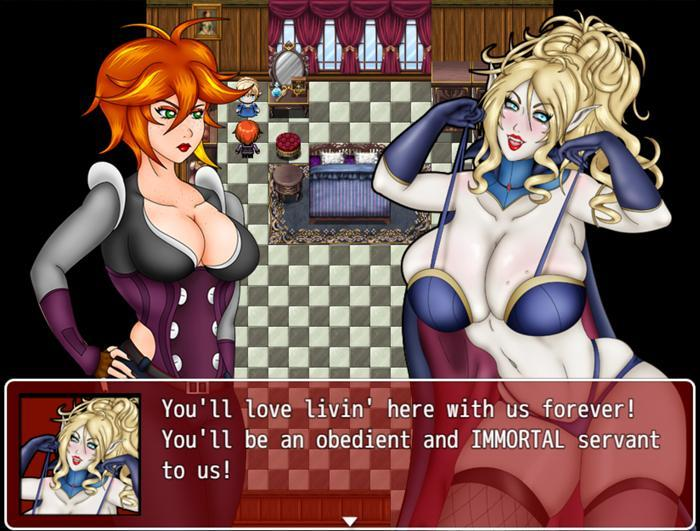 You'll love livin' here with us forever!
You'll be an obedient and IMMORTAL servant
to us!